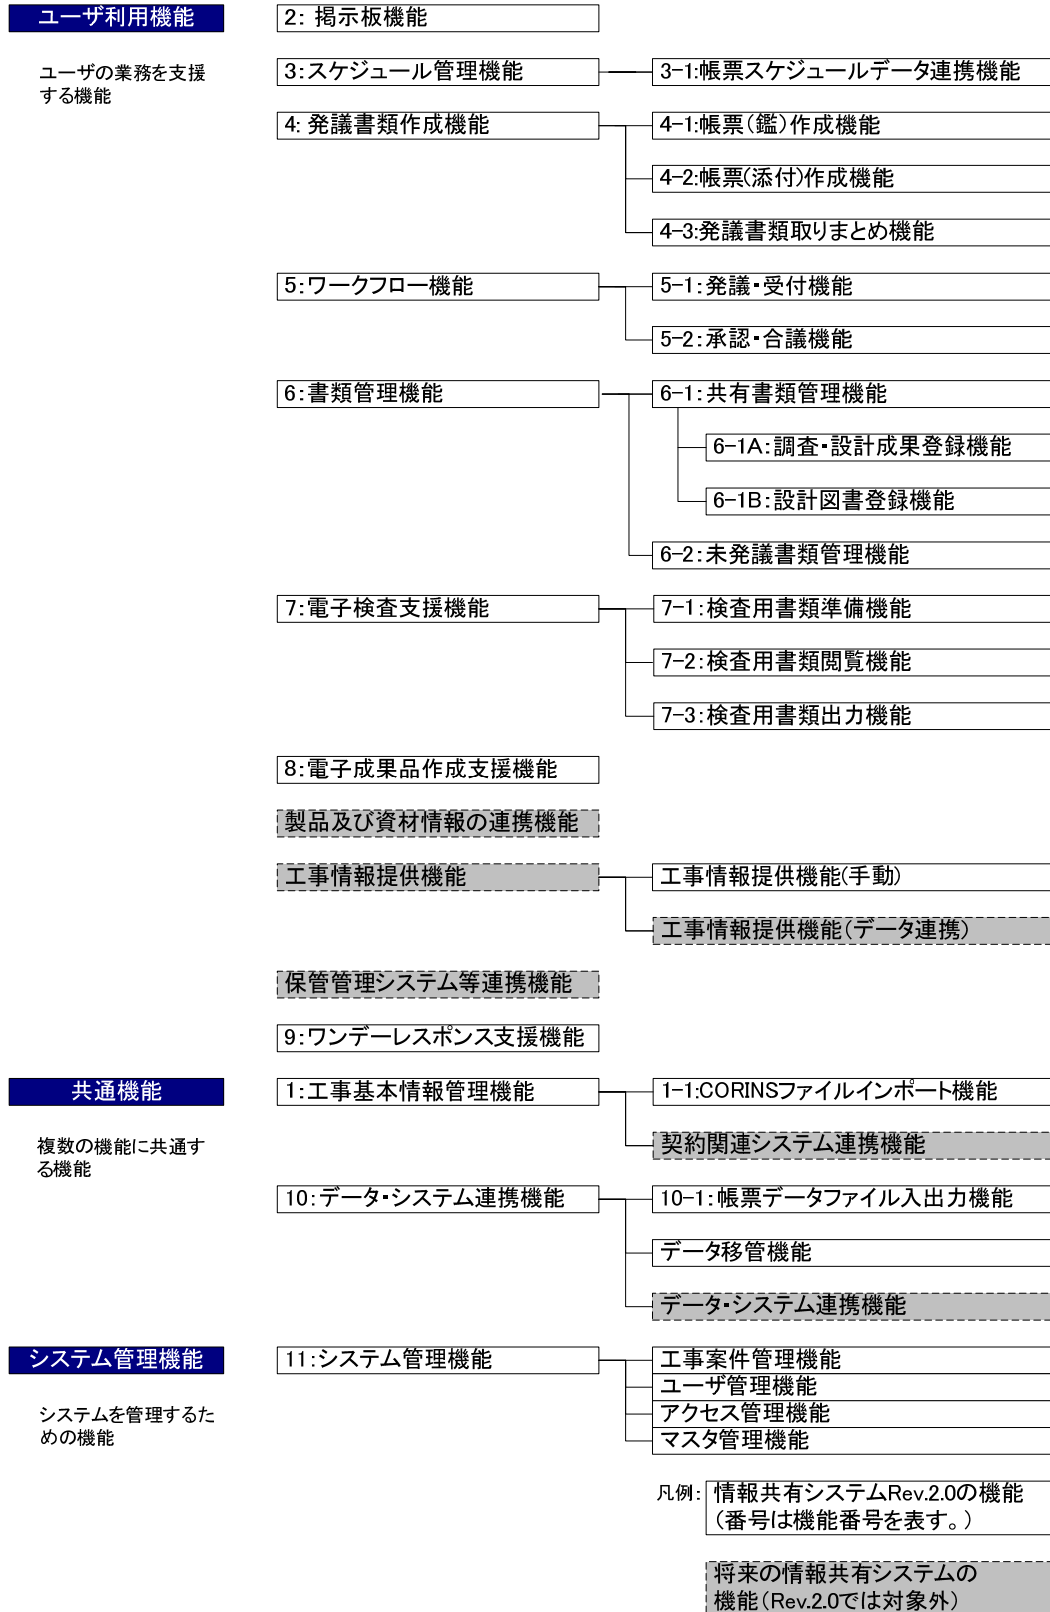 ユーザ利用機能
2: 掲示板機能
ユーザの業務を支援
する機能
3:スケジュール管理機能
3-1:帳票スケジュールデータ連携機能
4: 発議書類作成機能
4-1:帳票(鑑)作成機能
4-2:帳票(添付)作成機能
4-3:発議書類取りまとめ機能
5:ワークフロー機能
5-1:発議・受付機能
5-2:承認・合議機能
6:書類管理機能
6-1:共有書類管理機能
6-1A:調査・設計成果登録機能
6-1B:設計図書登録機能
6-2:未発議書類管理機能
7:電子検査支援機能
7-1:検査用書類準備機能
7-2:検査用書類閲覧機能
7-3:検査用書類出力機能
8:電子成果品作成支援機能
製品及び資材情報の連携機能
工事情報提供機能
工事情報提供機能(手動)
工事情報提供機能(データ連携)
保管管理システム等連携機能
9:ワンデーレスポンス支援機能
共通機能
複数の機能に共通す
る機能
1:工事基本情報管理機能
1-1:CORINSファイルインポート機能
契約関連システム連携機能
10:データ・システム連携機能
10-1:帳票データファイル入出力機能
データ移管機能
データ・システム連携機能
システム管理機能
システムを管理するた
めの機能
11:システム管理機能
工事案件管理機能
ユーザ管理機能
アクセス管理機能
マスタ管理機能
凡例:
情報共有システムRev.2.0の機能
(番号は機能番号を表す。)
将来の情報共有システムの
機能(Rev.2.0では対象外)